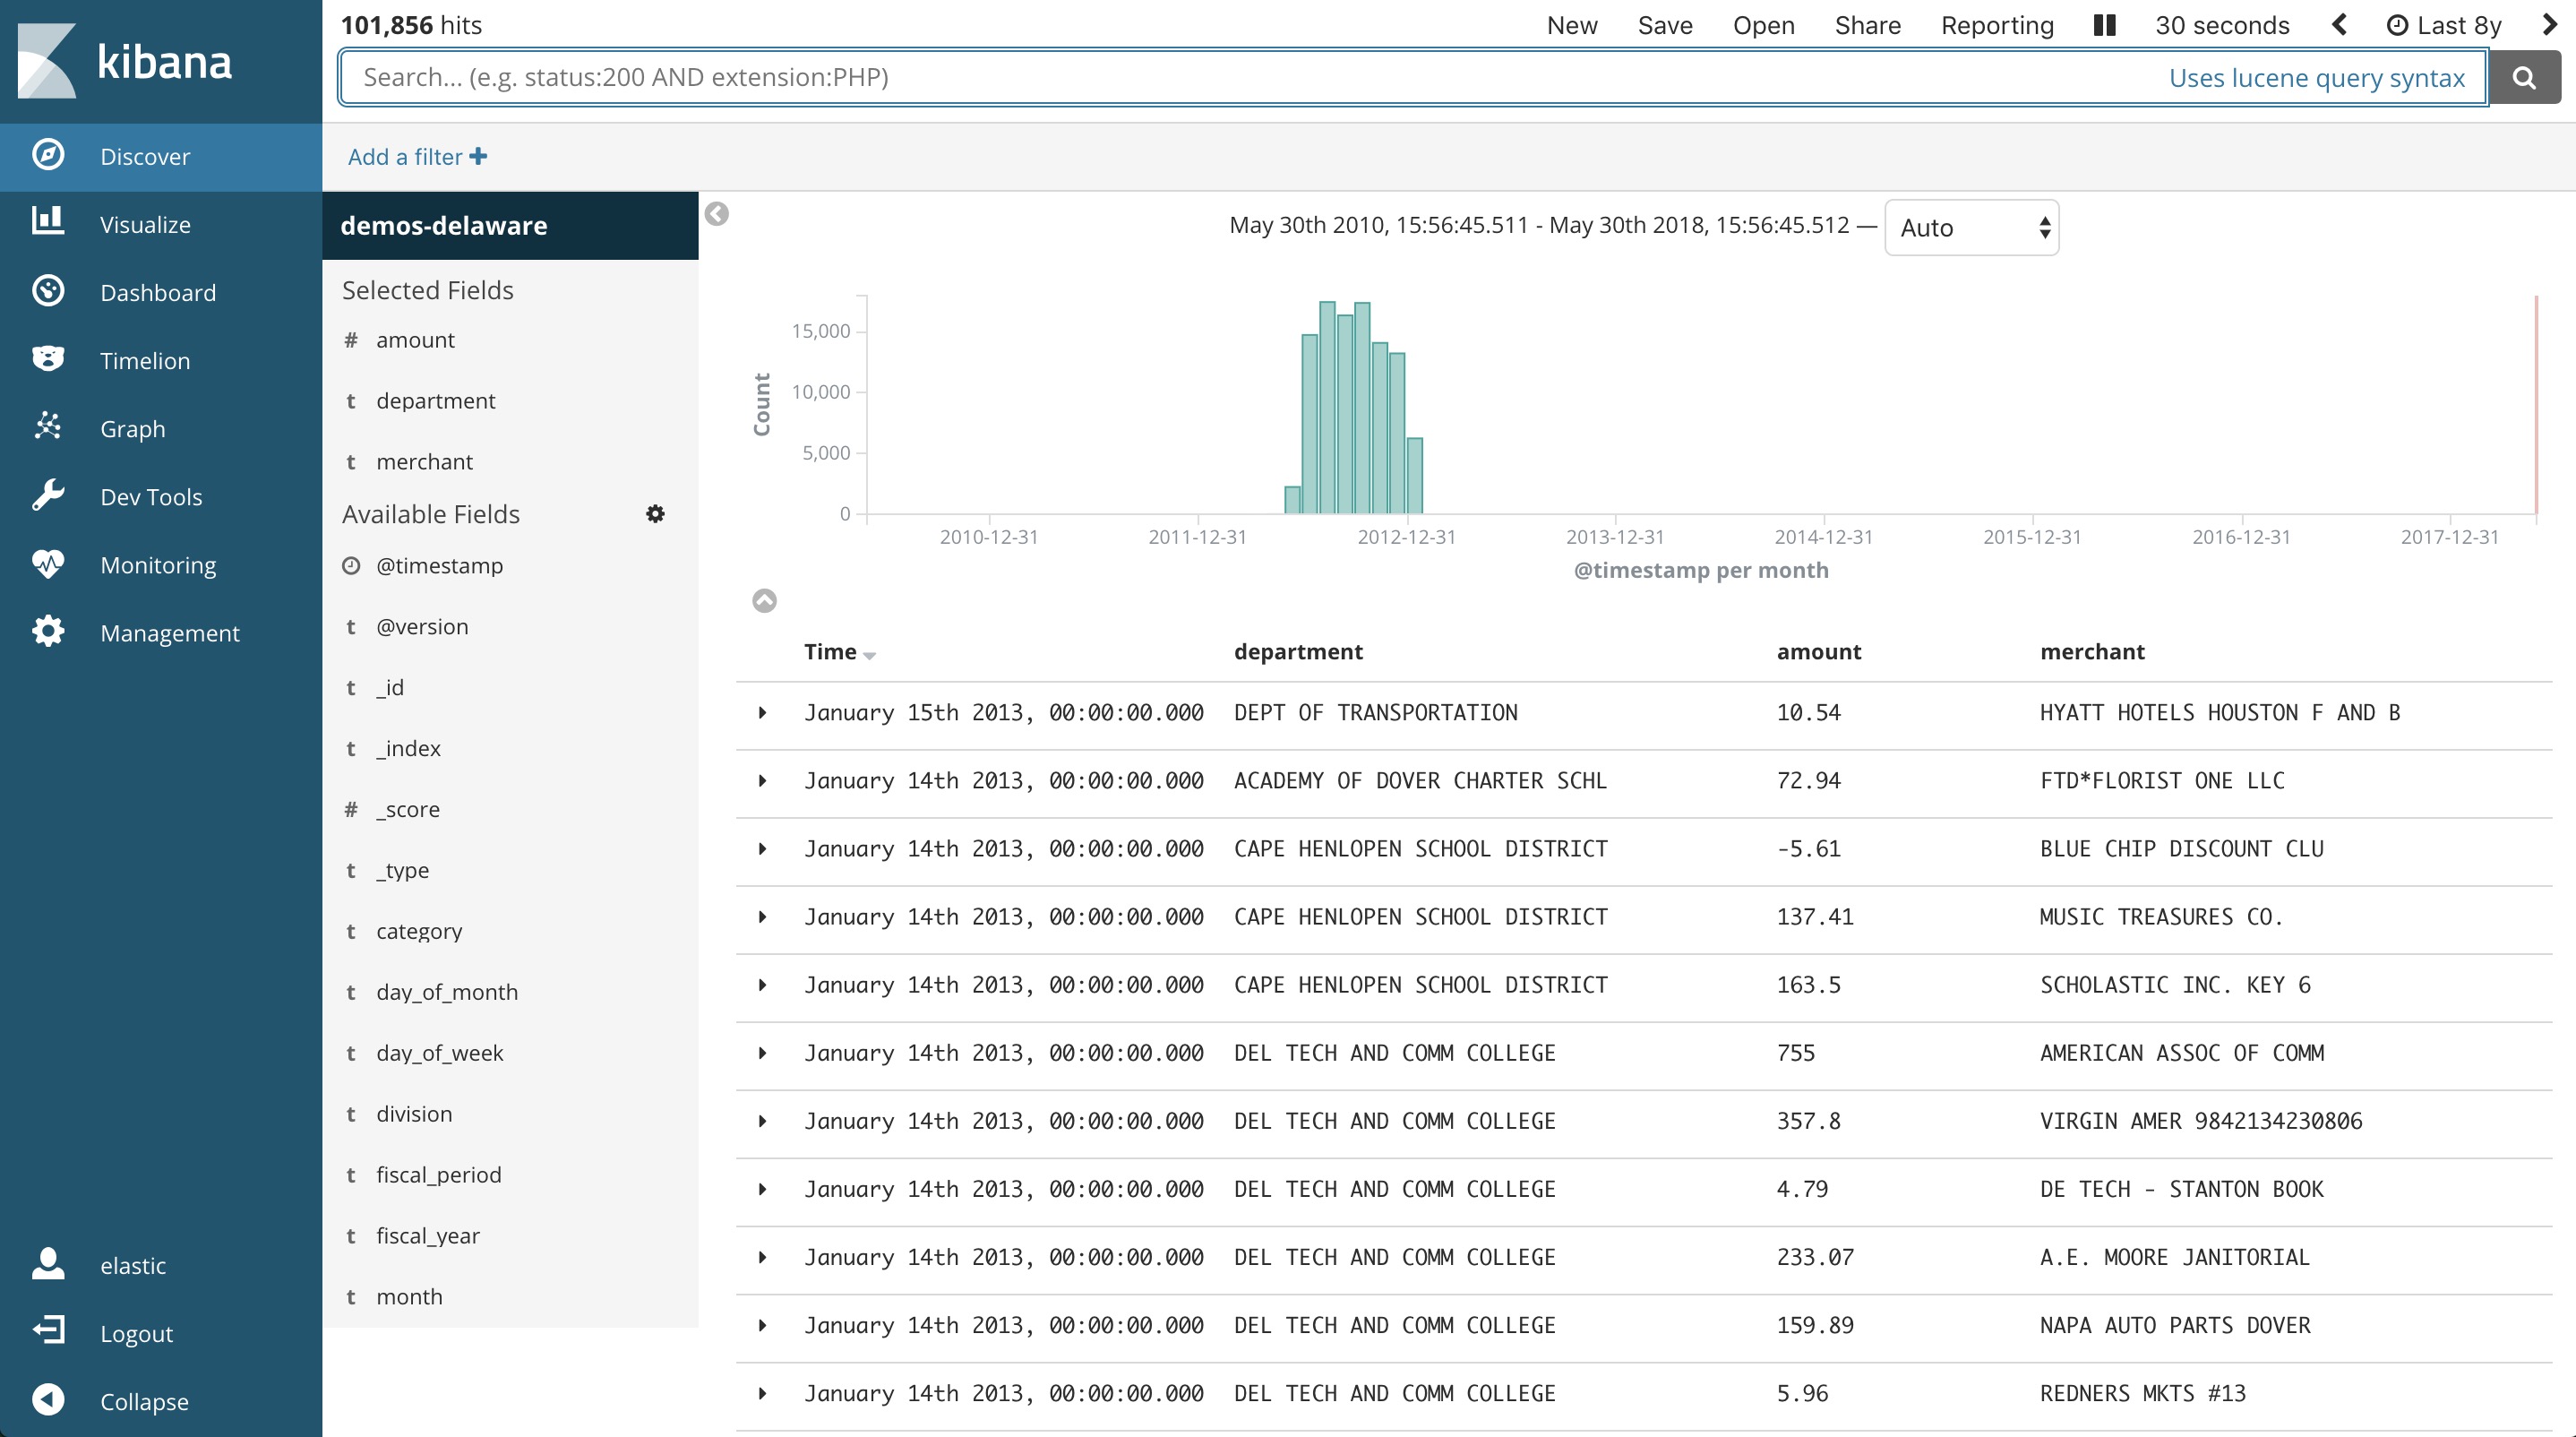 kibana
Discover
Visualize
Dashboard
Timelion
Graph
Dev Tools
Monitoring
Management
elastic
Logout
Collapse
101,856 hits
New Save Open Share Reporting 30 seconds Last 8y
Search... (e.g. status:200 AND extension:PHP) Uses lucene query syntax
Add a filter
demos-delaware
Selected Fields
# amount
t department
t merchant
Available Fields
@timestamp
t @version
t _id
t _index
# _score
t _type
t category
t day_of_month
t day_of_week
t division
t fiscal_period
t fiscal_year
t month
May 30th 2010, 15:56:45.511 - May 30th 2018, 15:56:45.512 — Auto
Count
15,000
10,000
5,000
0
2010-12-31 2011-12-31 2012-12-31 2013-12-31 2014-12-31 2015-12-31 2016-12-31 2017-12-31
@timestamp per month
Time department amount merchant
January 15th 2013, 00:00:00.000 DEPT OF TRANSPORTATION 10.54 HYATT HOTELS HOUSTON F AND B
January 14th 2013, 00:00:00.000 ACADEMY OF DOVER CHARTER SCHL 72.94 FTD*FLORIST ONE LLC
January 14th 2013, 00:00:00.000 CAPE HENLOPEN SCHOOL DISTRICT -5.61 BLUE CHIP DISCOUNT CLU
January 14th 2013, 00:00:00.000 CAPE HENLOPEN SCHOOL DISTRICT 137.41 MUSIC TREASURES CO.
January 14th 2013, 00:00:00.000 CAPE HENLOPEN SCHOOL DISTRICT 163.5 SCHOLASTIC INC. KEY 6
January 14th 2013, 00:00:00.000 DEL TECH AND COMM COLLEGE 755 AMERICAN ASSOC OF COMM
January 14th 2013, 00:00:00.000 DEL TECH AND COMM COLLEGE 357.8 VIRGIN AMER 9842134230806
January 14th 2013, 00:00:00.000 DEL TECH AND COMM COLLEGE 4.79 DE TECH - STANTON BOOK
January 14th 2013, 00:00:00.000 DEL TECH AND COMM COLLEGE 233.07 A.E. MOORE JANITORIAL
January 14th 2013, 00:00:00.000 DEL TECH AND COMM COLLEGE 159.89 NAPA AUTO PARTS DOVER
January 14th 2013, 00:00:00.000 DEL TECH AND COMM COLLEGE 5.96 REDNERS MKTS #13